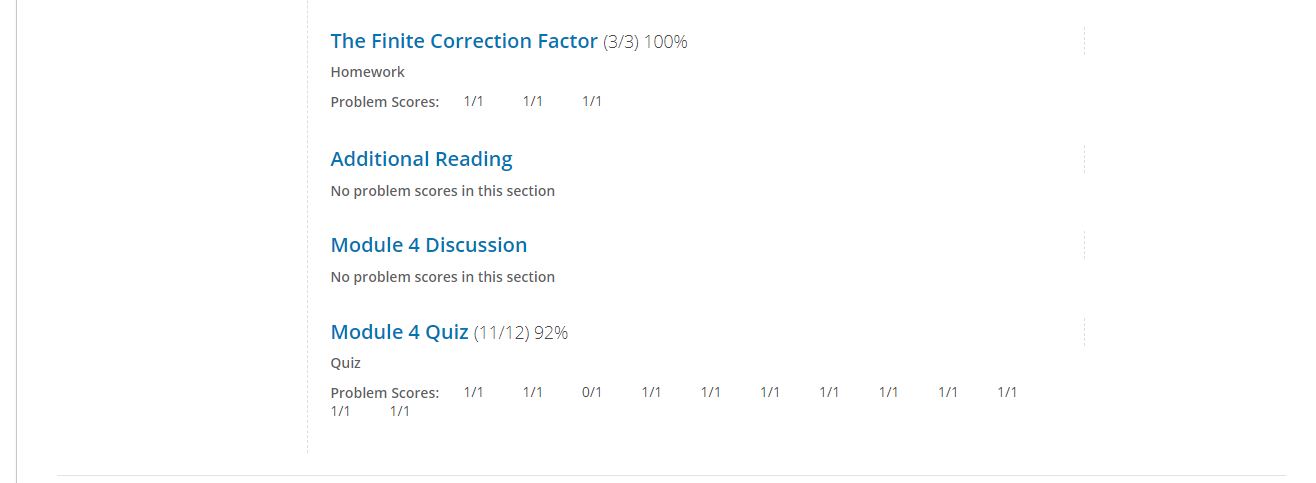 The Finite Correction Factor (3/3) 100%
Homework
Problem Scores: 1/1 1/1 1/1
Additional Reading
No problem scores in this section
Module 4 Discussion
No problem scores in this section
Module 4 Quiz (11/12) 92%
Quiz
Problem Scores: 1/1 1/1 0/1 1/1 1/1 1/1 1/1 1/1 1/1 1/1
1/1 1/1